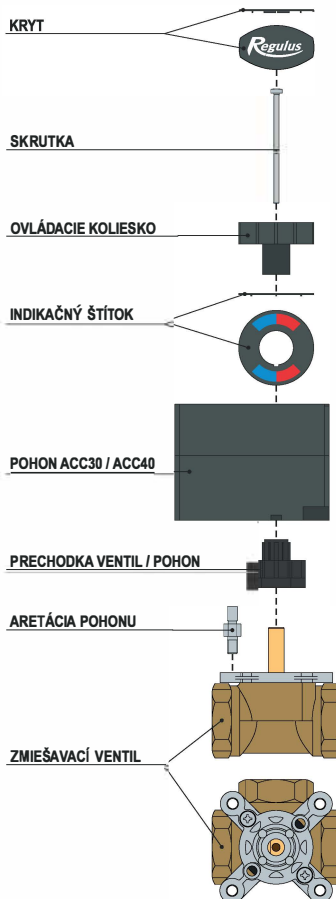 KRYT
Regulus
SKRUTKA
OVLÁDACIE KOLIESKO
INDIKAČNÝ ŠTÍTOK
POHON ACC30 / ACC40
PRECHODKA VENTIL / POHON
ARETÁCIA POHONU
ZMIEŠAVACÍ VENTIL